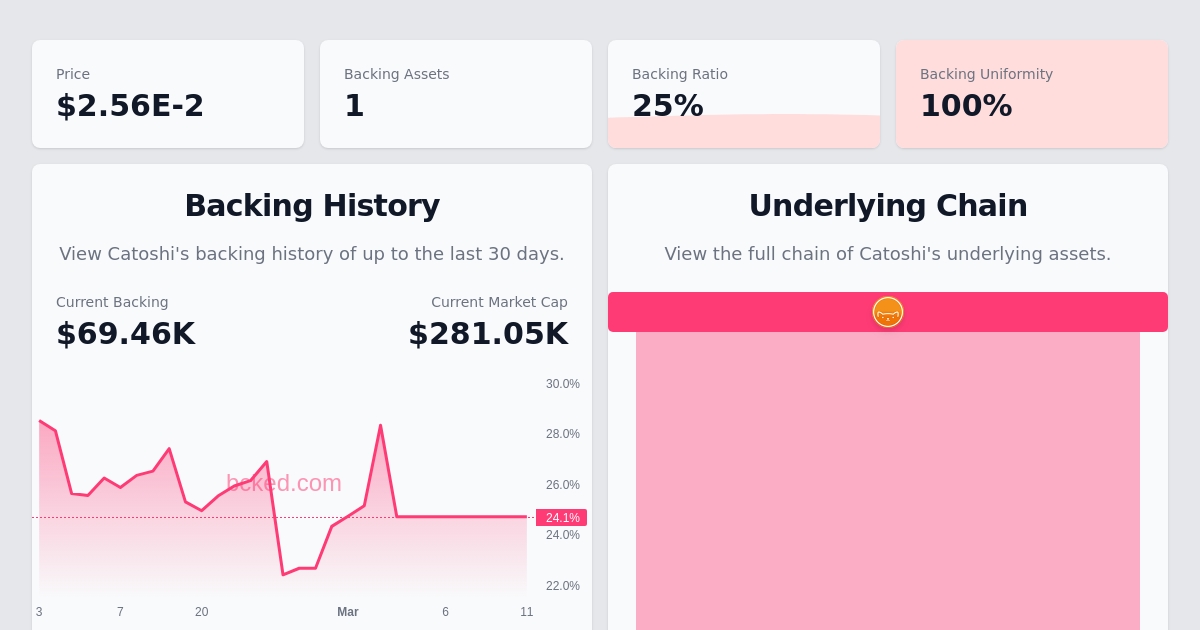 Price
$2.56E-2
Backing Assets
1
Backing Ratio
25%
Backing Uniformity
100%
Backing History
View Catoshi's backing history of up to the last 30 days.
Current Backing
$69.46K
Current Market Cap
$281.05K
30.0%
28.0%
26.0%
24.1%
24.0%
22.0%
bcked.com
3 7 20 Mar 6 11
Underlying Chain
View the full chain of Catoshi's underlying assets.